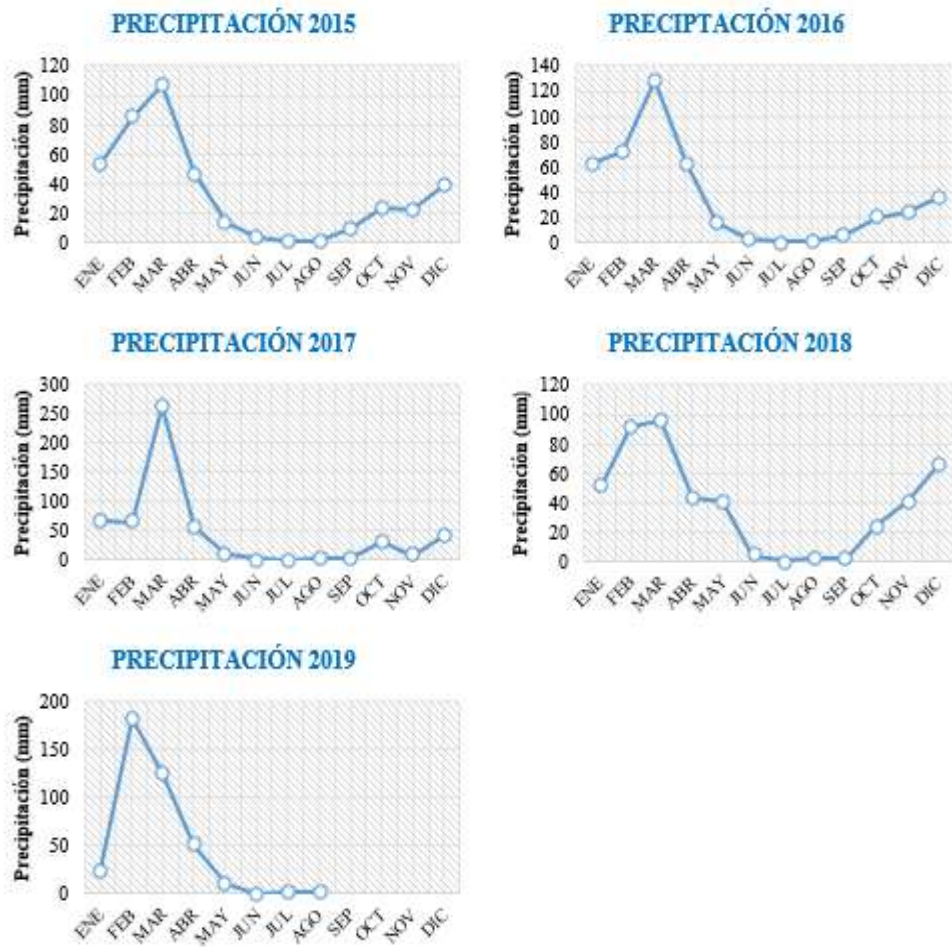 PRECIPITACIÓN 2015
Precipitación (mm)
120
100
80
60
40
20
0
ENE FEB MAR ABR MAY JUN JUL AGO SEP OCT NOV DIC
PRECIPTACIÓN 2016
Precipitación (mm)
140
120
100
80
60
40
20
0
ENE FEB MAR ABR MAY JUN JUL AGO SEP OCT NOV DIC
PRECIPITACIÓN 2017
Precipitación (mm)
300
250
200
150
100
50
0
ENE FEB MAR ABR MAY JUN JUL AGO SEP OCT NOV DIC
PRECIPITACIÓN 2018
Precipitación (mm)
120
100
80
60
40
20
0
ENE FEB MAR ABR MAY JUN JUL AGO SEP OCT NOV DIC
PRECIPITACIÓN 2019
Precipitación (mm)
200
150
100
50
0
ENE FEB MAR ABR MAY JUN JUL AGO SEP OCT NOV DIC